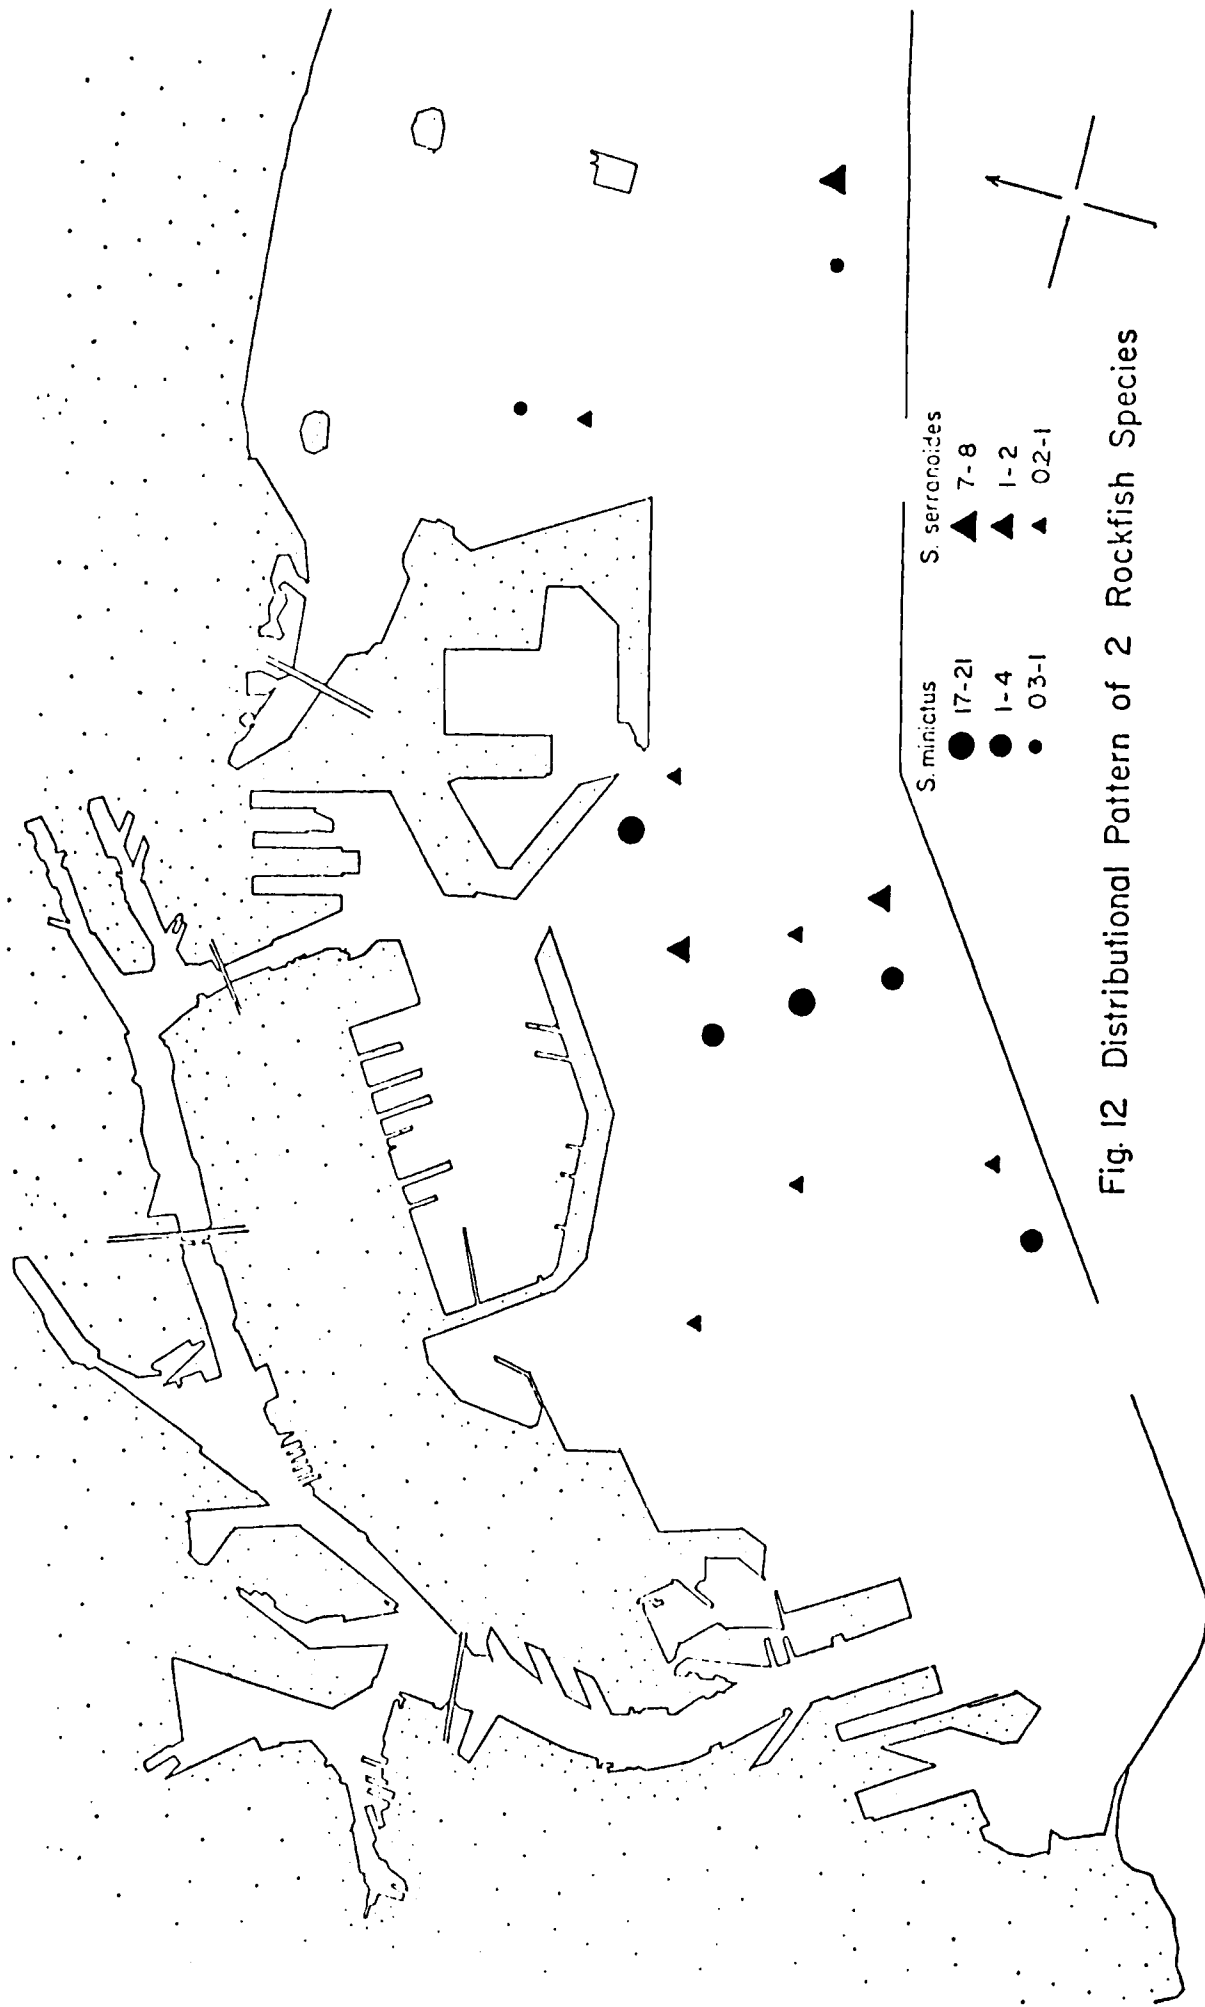 S. minictus
17-21
1-4
03-1
S. serranoides
7-8
1-2
02-1
Fig. 12 Distributional Pattern of 2 Rockfish Species